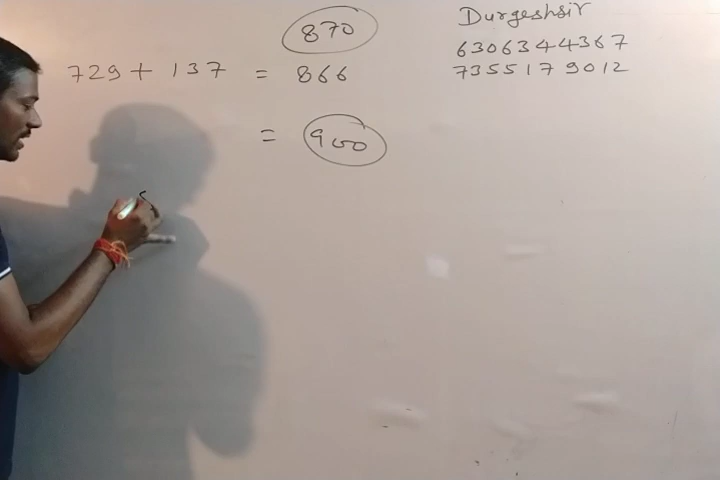 870
729 + 137 = 866
= 900
Durgeshsir
6306344367
7355179012